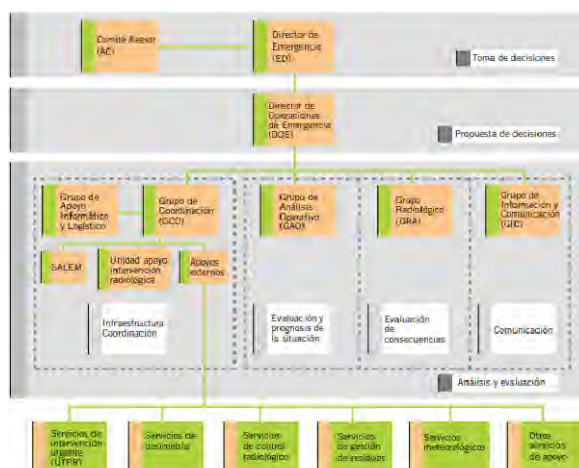 Comité Asesor
(AC)
Director de
Emergencia
(ED)
Toma de decisiones
Director de
Operaciones
de Emergencia
(DOE)
Propuesta de decisiones
Grupo de
Apoyo
Informático
y Logístico
Grupo de
Coordinación
(GCO)
Grupo de
Análisis
Operativo
(GAO)
Grupo
Radiológico
(GRA)
Grupo de
Información y
Comunicación
(GIC)
SALEM
Unidad apoyo
intervención
radiológica
Apoyos
externos
Infraestructura
Coordinación
Evaluación y
prognosis de
la situación
Evaluación
de
consecuencias
Comunicación
Análisis y evaluación
Servicios de
intervención
urgente
Servicios de
dosimetría
Servicios
de control
radiológico
Servicios
de gestión
de residuos
Servicios
meteorológicos
Otros
servicios
de apoyo